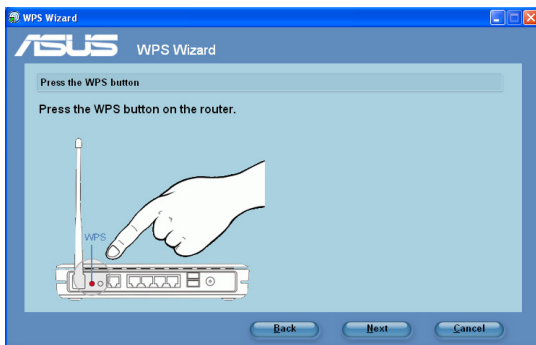 WPS Wizard
ASUS WPS Wizard
Press the WPS button
Press the WPS button on the router.
WPS
Back Next Cancel